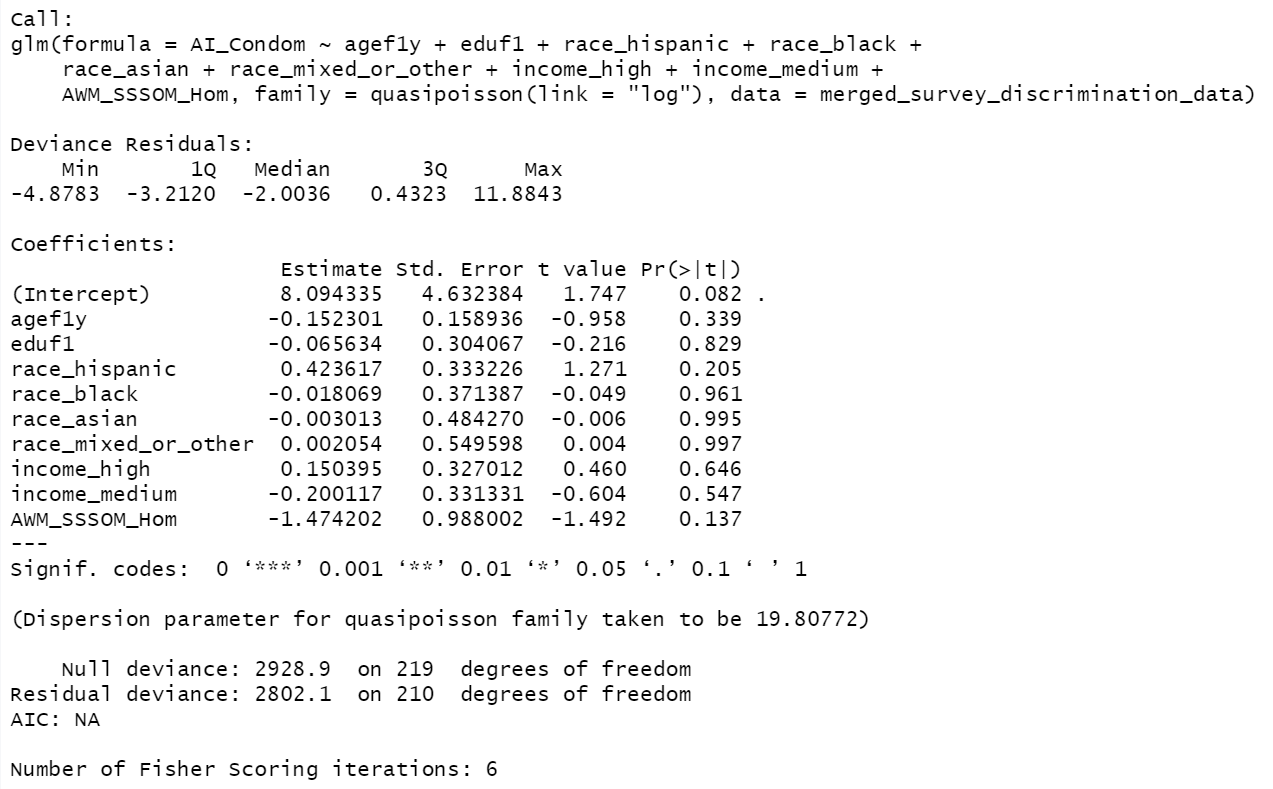 Call:
glm(formula = AI_Condom ~ agef1y + eduf1 + race_hispanic + race_black +
    race_asian + race_mixed_or_other + income_high + income_medium +
    AWM_SSSOM_Hom, family = quasipoisson(link = "log"), data = merged_survey_discrimination_data)

Deviance Residuals:
    Min       1Q   Median       3Q      Max
-4.8783  -3.2120  -2.0036   0.4323  11.8843

Coefficients:
                     Estimate Std. Error t value Pr(>|t|)
(Intercept)          8.094335   4.632384   1.747    0.082 .
agef1y              -0.152301   0.158936  -0.958    0.339
eduf1               -0.065634   0.304067  -0.216    0.829
race_hispanic        0.423617   0.333226   1.271    0.205
race_black          -0.018069   0.371387  -0.049    0.961
race_asian          -0.003013   0.484270  -0.006    0.995
race_mixed_or_other  0.002054   0.549598   0.004    0.997
income_high          0.150395   0.327012   0.460    0.646
income_medium       -0.200117   0.331331  -0.604    0.547
AWM_SSSOM_Hom       -1.474202   0.988002  -1.492    0.137
---
Signif. codes:  0 ‘***’ 0.001 ‘**’ 0.01 ‘*’ 0.05 ‘.’ 0.1 ‘ ’ 1

(Dispersion parameter for quasipoisson family taken to be 19.80772)

    Null deviance: 2928.9  on 219  degrees of freedom
Residual deviance: 2802.1  on 210  degrees of freedom
AIC: NA

Number of Fisher Scoring iterations: 6